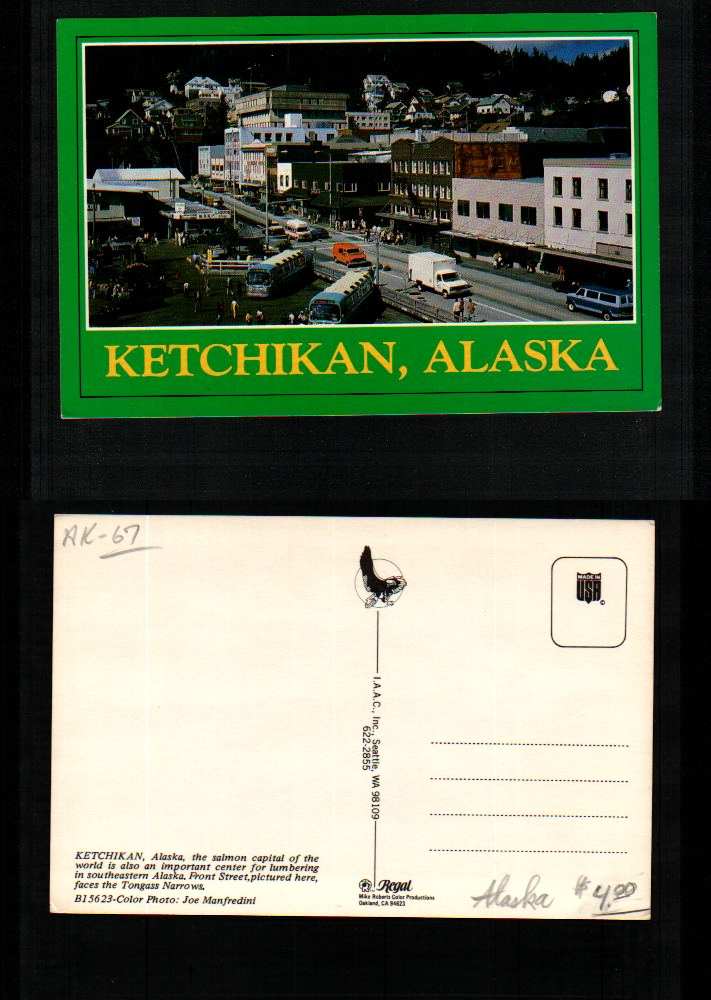 KETCHIKAN, ALASKA
AK-67
MADE IN
USA
I.A.A.C., Inc., Seattle, WA 98109
622-2855
KETCHIKAN, Alaska, the salmon capital of the
world is also an important center for lumbering
in southeastern Alaska. Front Street,pictured here,
faces the Tongass Narrows.
B15623-Color Photo: Joe Manfredini
Regal
Mike Roberts Color Productions
Oakland, CA 94623
Alaska $4.00